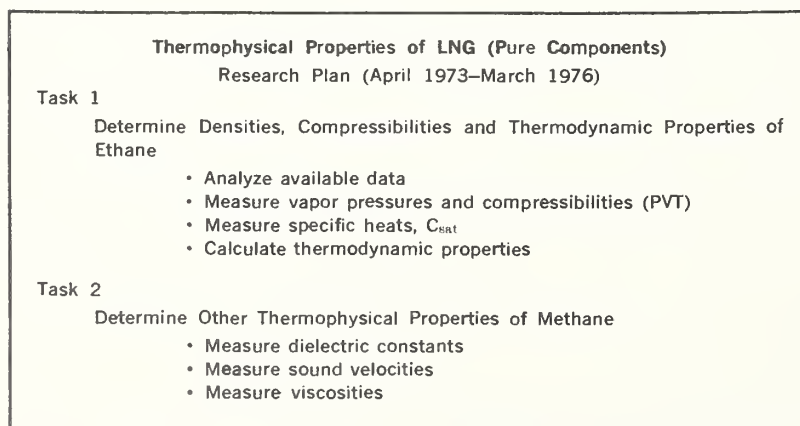 Thermophysical Properties of LNG (Pure Components)
Research Plan (April 1973–March 1976)
Task 1
Determine Densities, Compressibilities and Thermodynamic Properties of
Ethane
• Analyze available data
• Measure vapor pressures and compressibilities (PVT)
• Measure specific heats, Csat
• Calculate thermodynamic properties
Task 2
Determine Other Thermophysical Properties of Methane
• Measure dielectric constants
• Measure sound velocities
• Measure viscosities